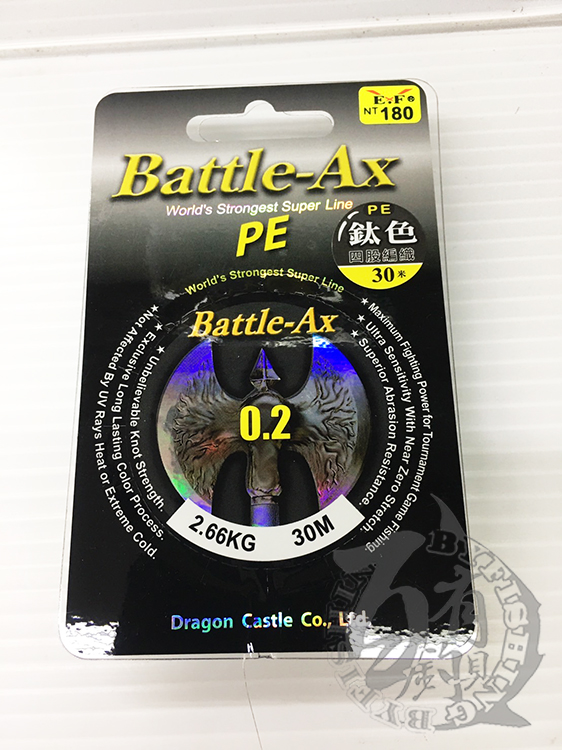 E.F®
NT180
Battle-Ax
World's Strongest Super Line
PE
PE
鈦色
四股編織
30米
World's Strongest Super Line
Battle-Ax
0.2
2.66KG 30M
★ Unbelievable Knot Strength.
★ Exclusive Long Lasting Color Process.
★ Not Affected By UV Rays Heat or Extreme Cold.
★ Maximum Fighting Power for Tournament Game Fishing
★ Ultra Sensitivity With Near Zero Stretch.
★ Superior Abrasion Resistance.
Dragon Castle Co., Ltd.
BYFISHING